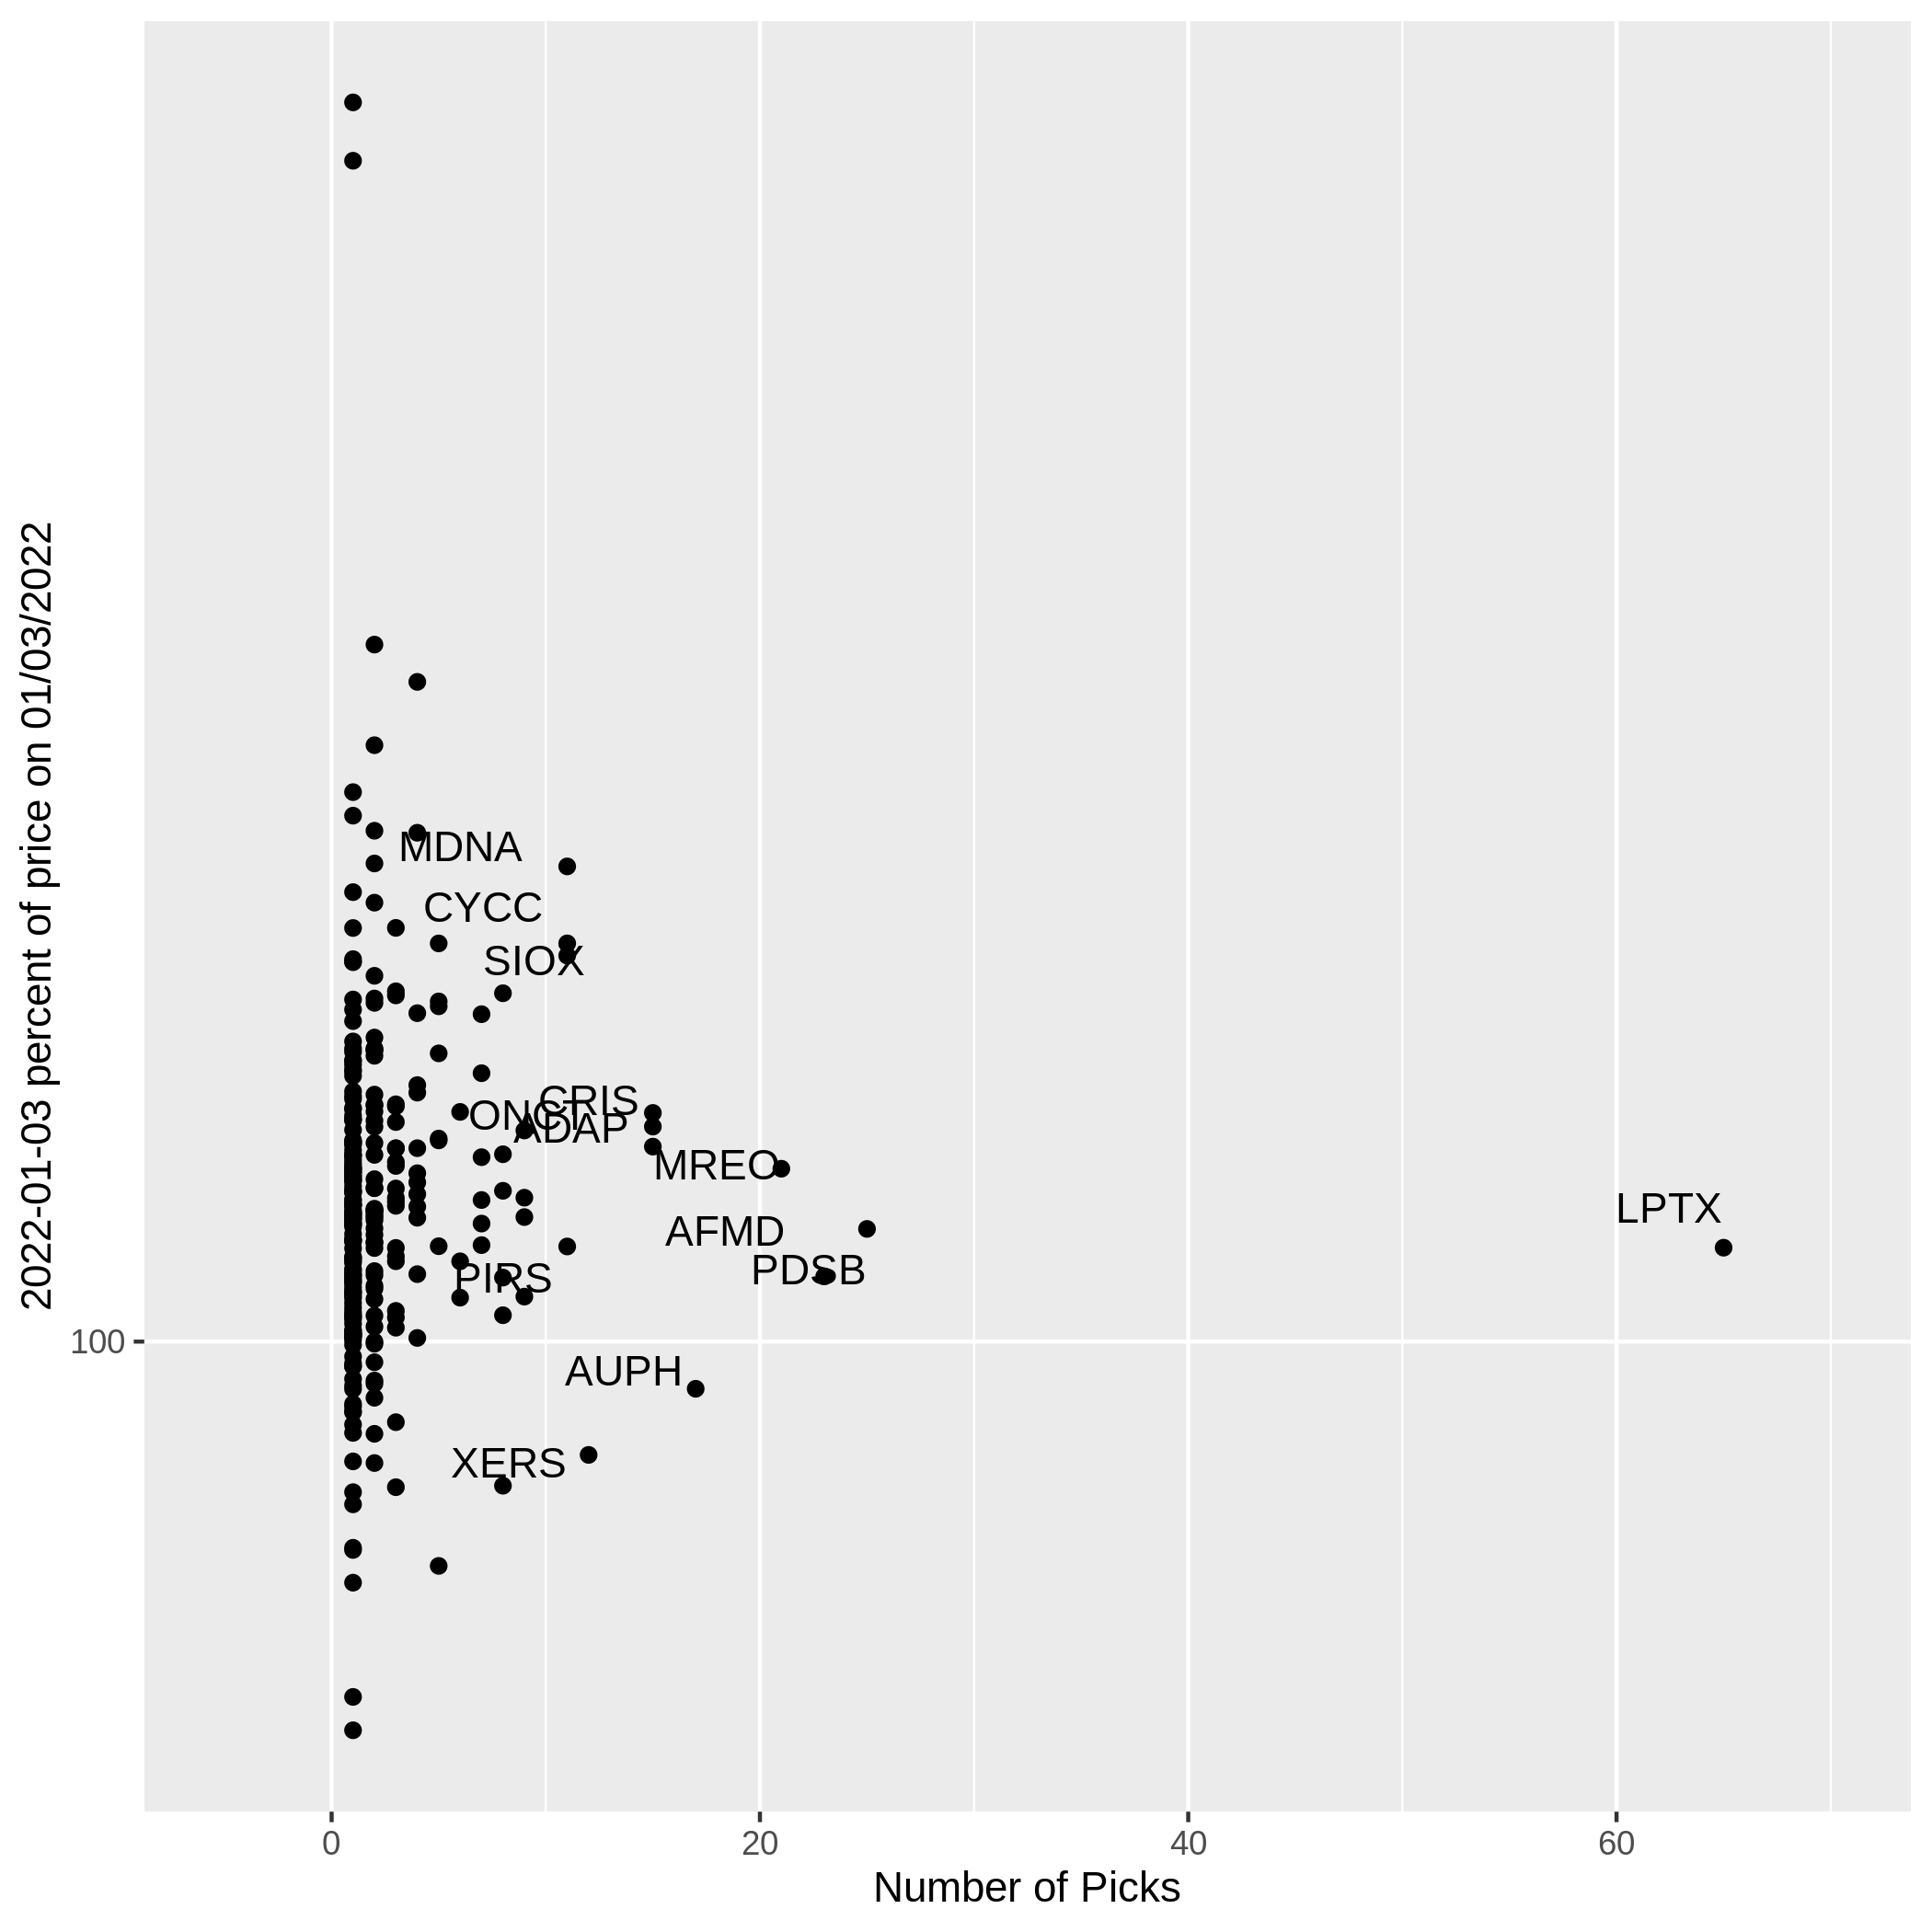 2022-01-03 percent of price on 01/03/2022
MDNA
CYCC
SIOX
CRIS
ONCT
ADAP
MREO
LPTX
AFMD
PDSB
PIRS
100
AUPH
XERS
0
20
40
60
Number of Picks